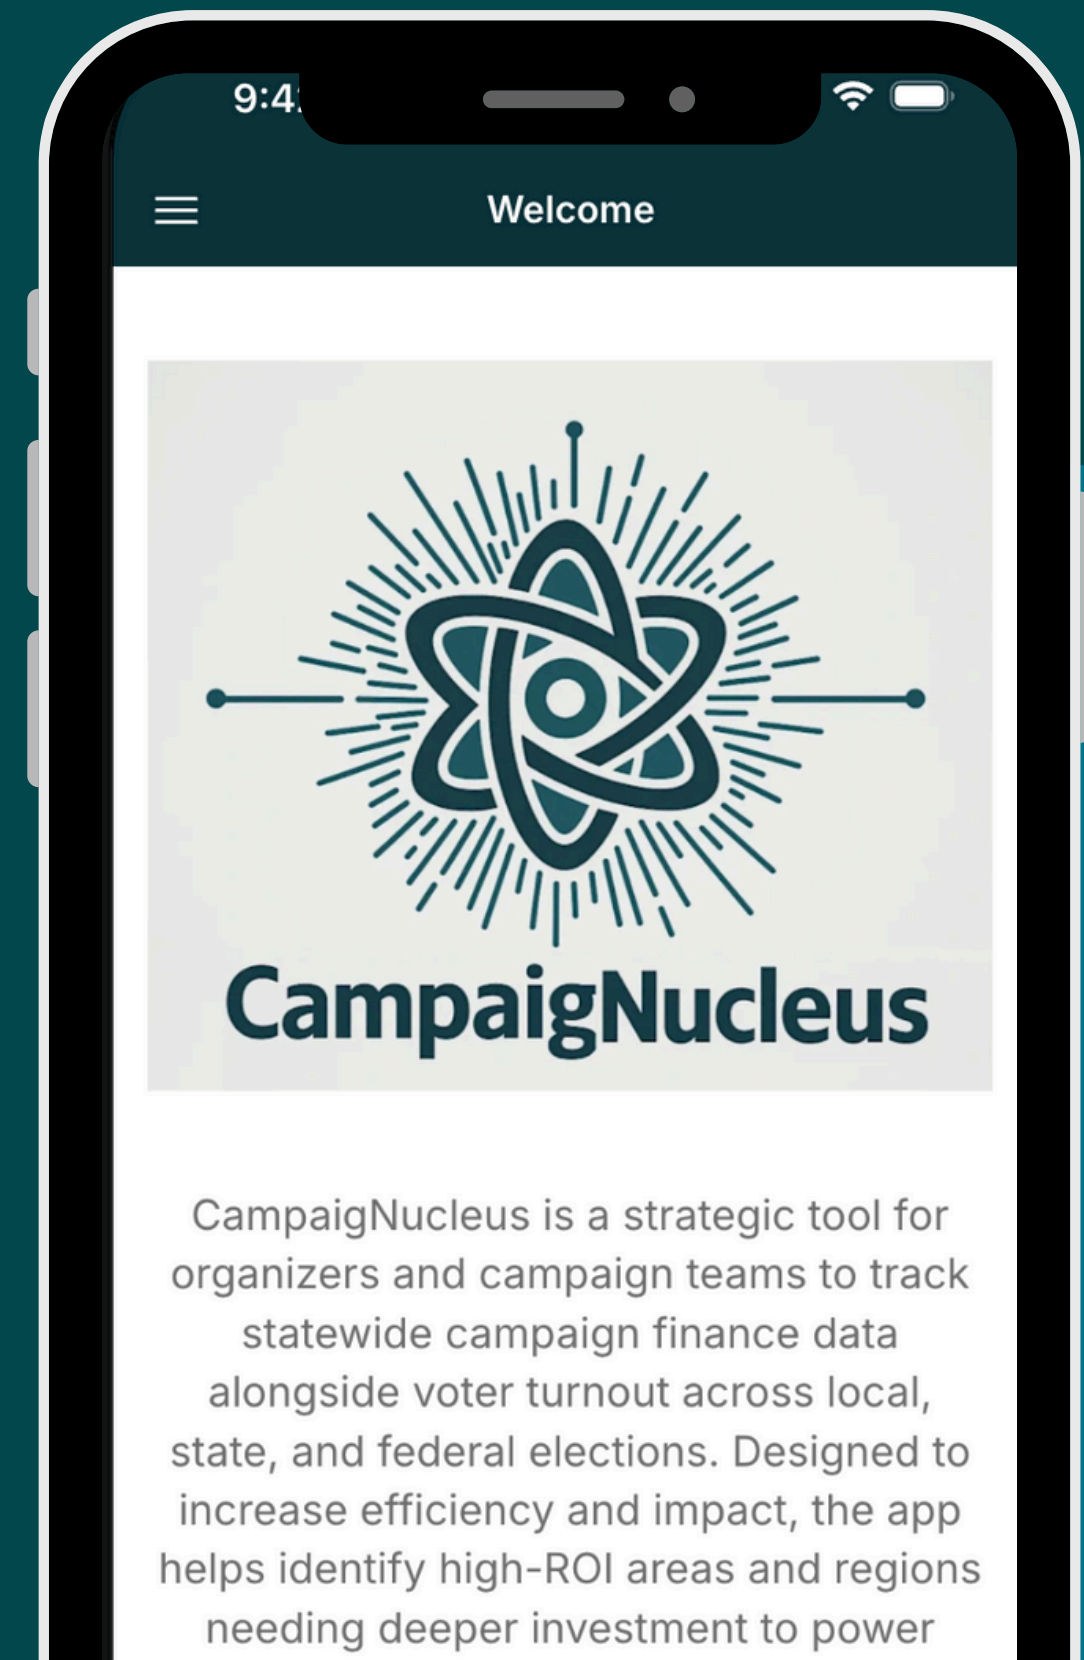 Welcome
CampaigNucleus
CampaigNucleus is a strategic tool for
organizers and campaign teams to track
statewide campaign finance data
alongside voter turnout across local,
state, and federal elections. Designed to
increase efficiency and impact, the app
helps identify high-ROI areas and regions
needing deeper investment to power